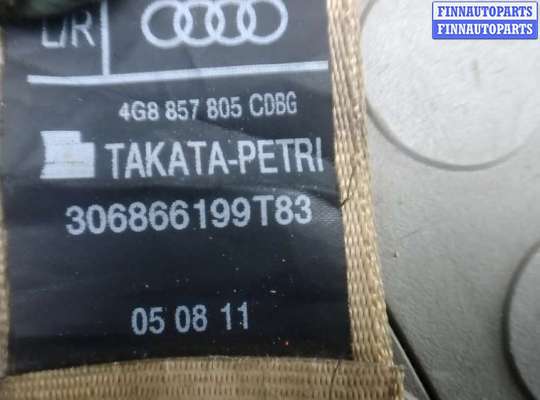 FINNAUTOPARTS
FINNAUTOPARTS
L/R
4G8 857 805 CDBG
TAKATA-PETRI
306866199T83
05 08 11